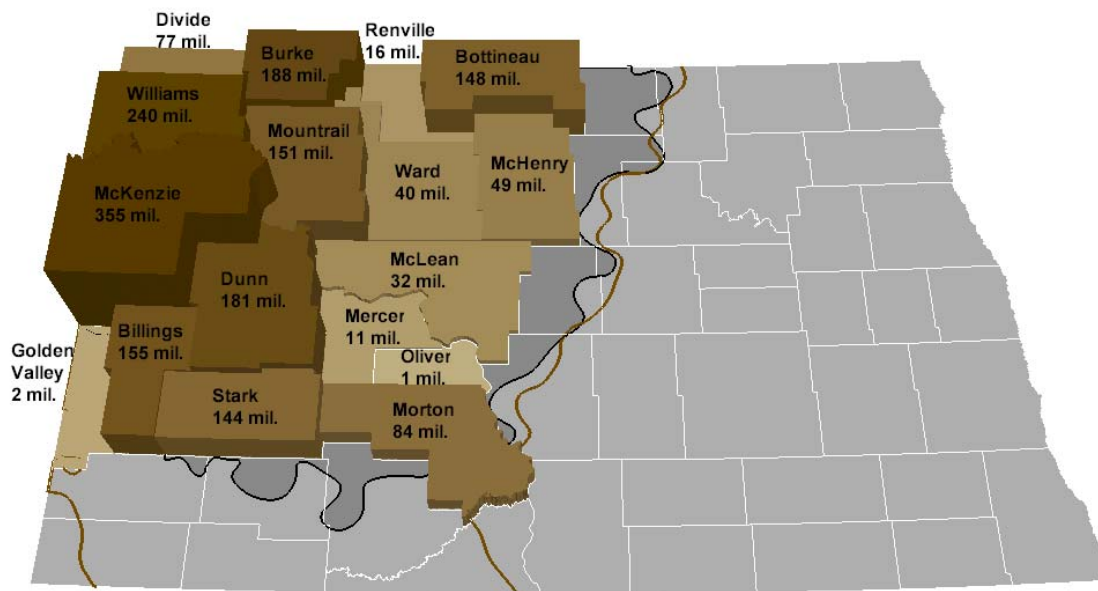 Divide
77 mil.
Burke
188 mil.
Renville
16 mil.
Bottineau
148 mil.
Williams
240 mil.
Mountrail
151 mil.
Ward
40 mil.
McHenry
49 mil.
McKenzie
355 mil.
McLean
32 mil.
Dunn
181 mil.
Mercer
11 mil.
Billings
155 mil.
Golden
Valley
2 mil.
Oliver
1 mil.
Stark
144 mil.
Morton
84 mil.